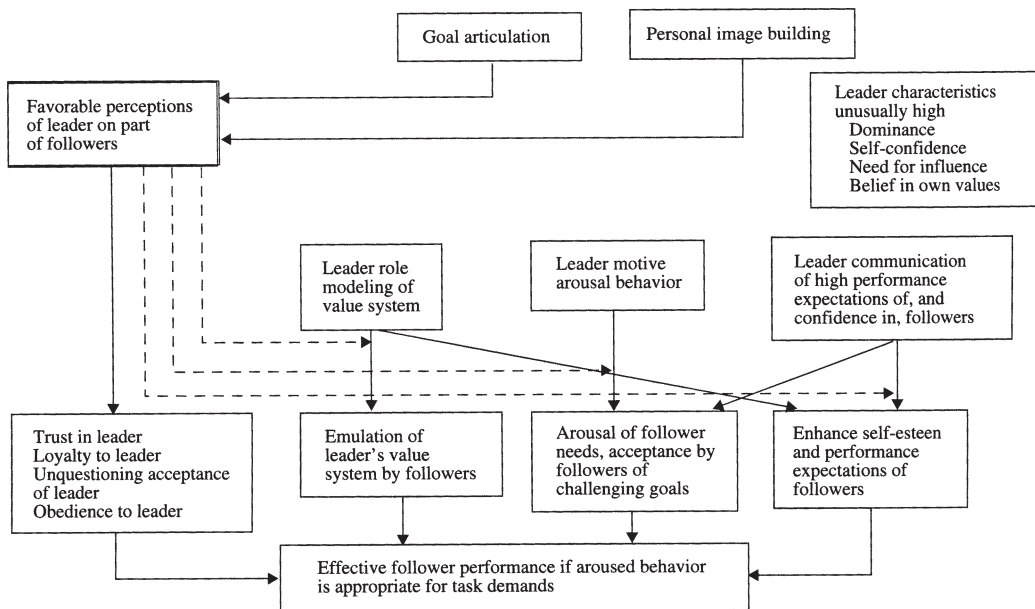 Goal articulation
Personal image building
Favorable perceptions
of leader on part
of followers
Leader characteristics
unusually high
Dominance
Self-confidence
Need for influence
Belief in own values
Leader role
modeling of
value system
Leader motive
arousal behavior
Leader communication
of high performance
expectations of, and
confidence in, followers
Trust in leader
Loyalty to leader
Unquestioning acceptance
of leader
Obedience to leader
Emulation of
leader's value
system by followers
Arousal of follower
needs, acceptance by
followers of
challenging goals
Enhance self-esteen
and performance
expectations of
followers
Effective follower performance if aroused behavior
is appropriate for task demands